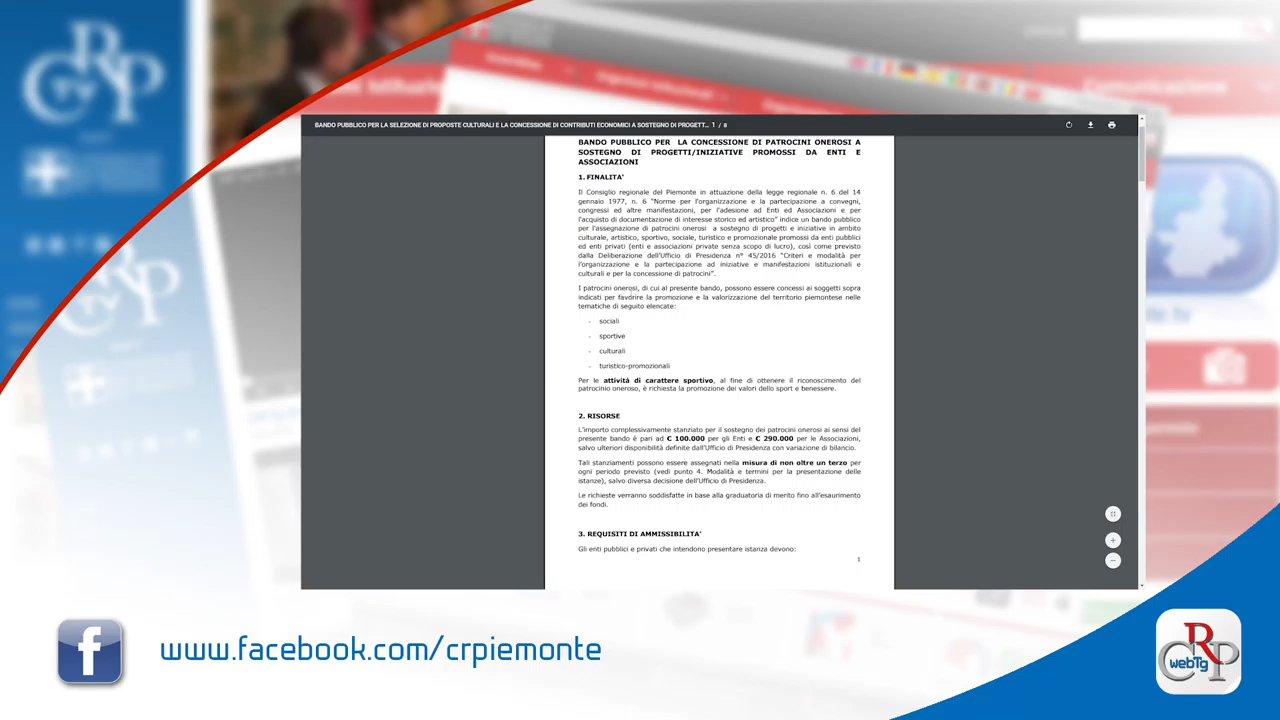 CRP
TV
Comunicazione
BANDO PUBBLICO PER LA SELEZIONE DI PROPOSTE CULTURALI E LA CONCESSIONE DI CONTRIBUTI ECONOMICI A SOSTEGNO DI PROGETT... 1 / 8
BANDO PUBBLICO PER LA CONCESSIONE DI PATROCINI ONEROSI A
SOSTEGNO DI PROGETTI/INIZIATIVE PROMOSSI DA ENTI E
ASSOCIAZIONI
1. FINALITA'
Il Consiglio regionale del Piemonte in attuazione della legge regionale n. 6 del 14
gennaio 1977, n. 6 "Norme per l'organizzazione e la partecipazione a convegni,
congressi ed altre manifestazioni, per l'adesione ad Enti ed Associazioni e per
l'acquisto di documentazione di interesse storico ed artistico" indice un bando pubblico
per l'assegnazione di patrocini onerosi a sostegno di progetti e iniziative in ambito
culturale, artistico, sportivo, sociale, turistico e promozionale promossi da enti pubblici
ed enti privati (enti e associazioni private senza scopo di lucro), così come previsto
dalla Deliberazione dell'Ufficio di Presidenza n° 45/2016 "Criteri e modalità per
l'organizzazione e la partecipazione ad iniziative e manifestazioni istituzionali e
culturali e per la concessione di patrocini".
I patrocini onerosi, di cui al presente bando, possono essere concessi ai soggetti sopra
indicati per favorire la promozione e la valorizzazione del territorio piemontese nelle
tematiche di seguito elencate:
- sociali
- sportive
- culturali
- turistico-promozionali
Per le attività di carattere sportivo, al fine di ottenere il riconoscimento del
patrocinio oneroso, è richiesta la promozione dei valori dello sport e benessere.
2. RISORSE
L'importo complessivamente stanziato per il sostegno dei patrocini onerosi ai sensi del
presente bando è pari ad € 100.000 per gli Enti e € 290.000 per le Associazioni,
salvo ulteriori disponibilità definite dall'Ufficio di Presidenza con variazione di bilancio.
Tali stanziamenti possono essere assegnati nella misura di non oltre un terzo per
ogni periodo previsto (vedi punto 4. Modalità e termini per la presentazione delle
istanze), salvo diversa decisione dell'Ufficio di Presidenza.
Le richieste verranno soddisfatte in base alla graduatoria di merito fino all'esaurimento
dei fondi.
3. REQUISITI DI AMMISSIBILITA'
Gli enti pubblici e privati che intendono presentare istanza devono:
1
www.facebook.com/crpiemonte
CRP
webTg